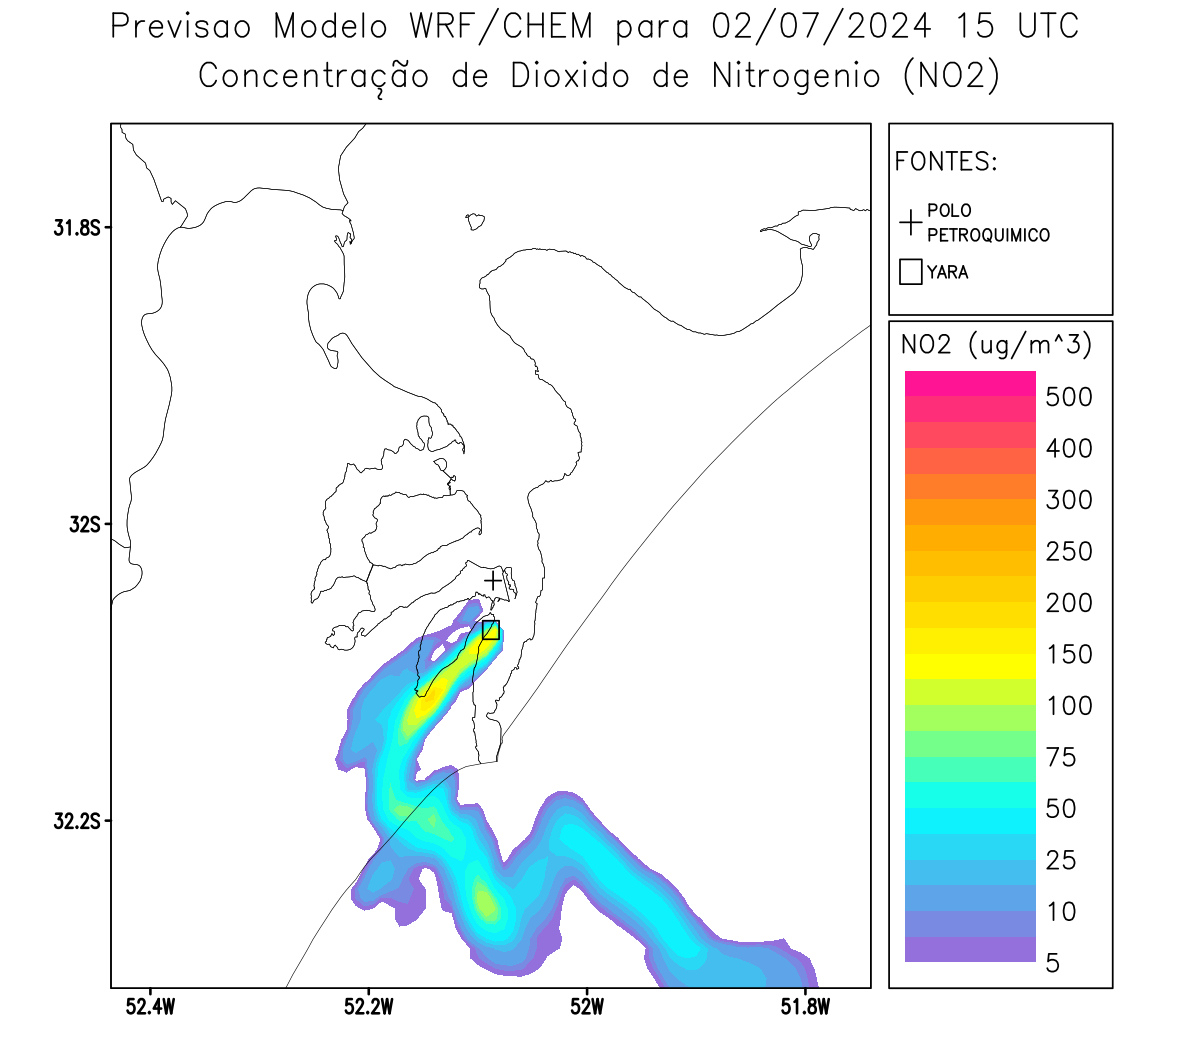 Previsao Modelo WRF/CHEM para 02/07/2024 15 UTC
Concentração de Dioxido de Nitrogenio (NO2)
FONTES:
POLO
PETROQUIMICO
YARA
NO2 (ug/m^3)
500
400
300
250
200
150
100
75
50
25
10
5
31.8S
32S
32.2S
52.4W 52.2W 52W 51.8W